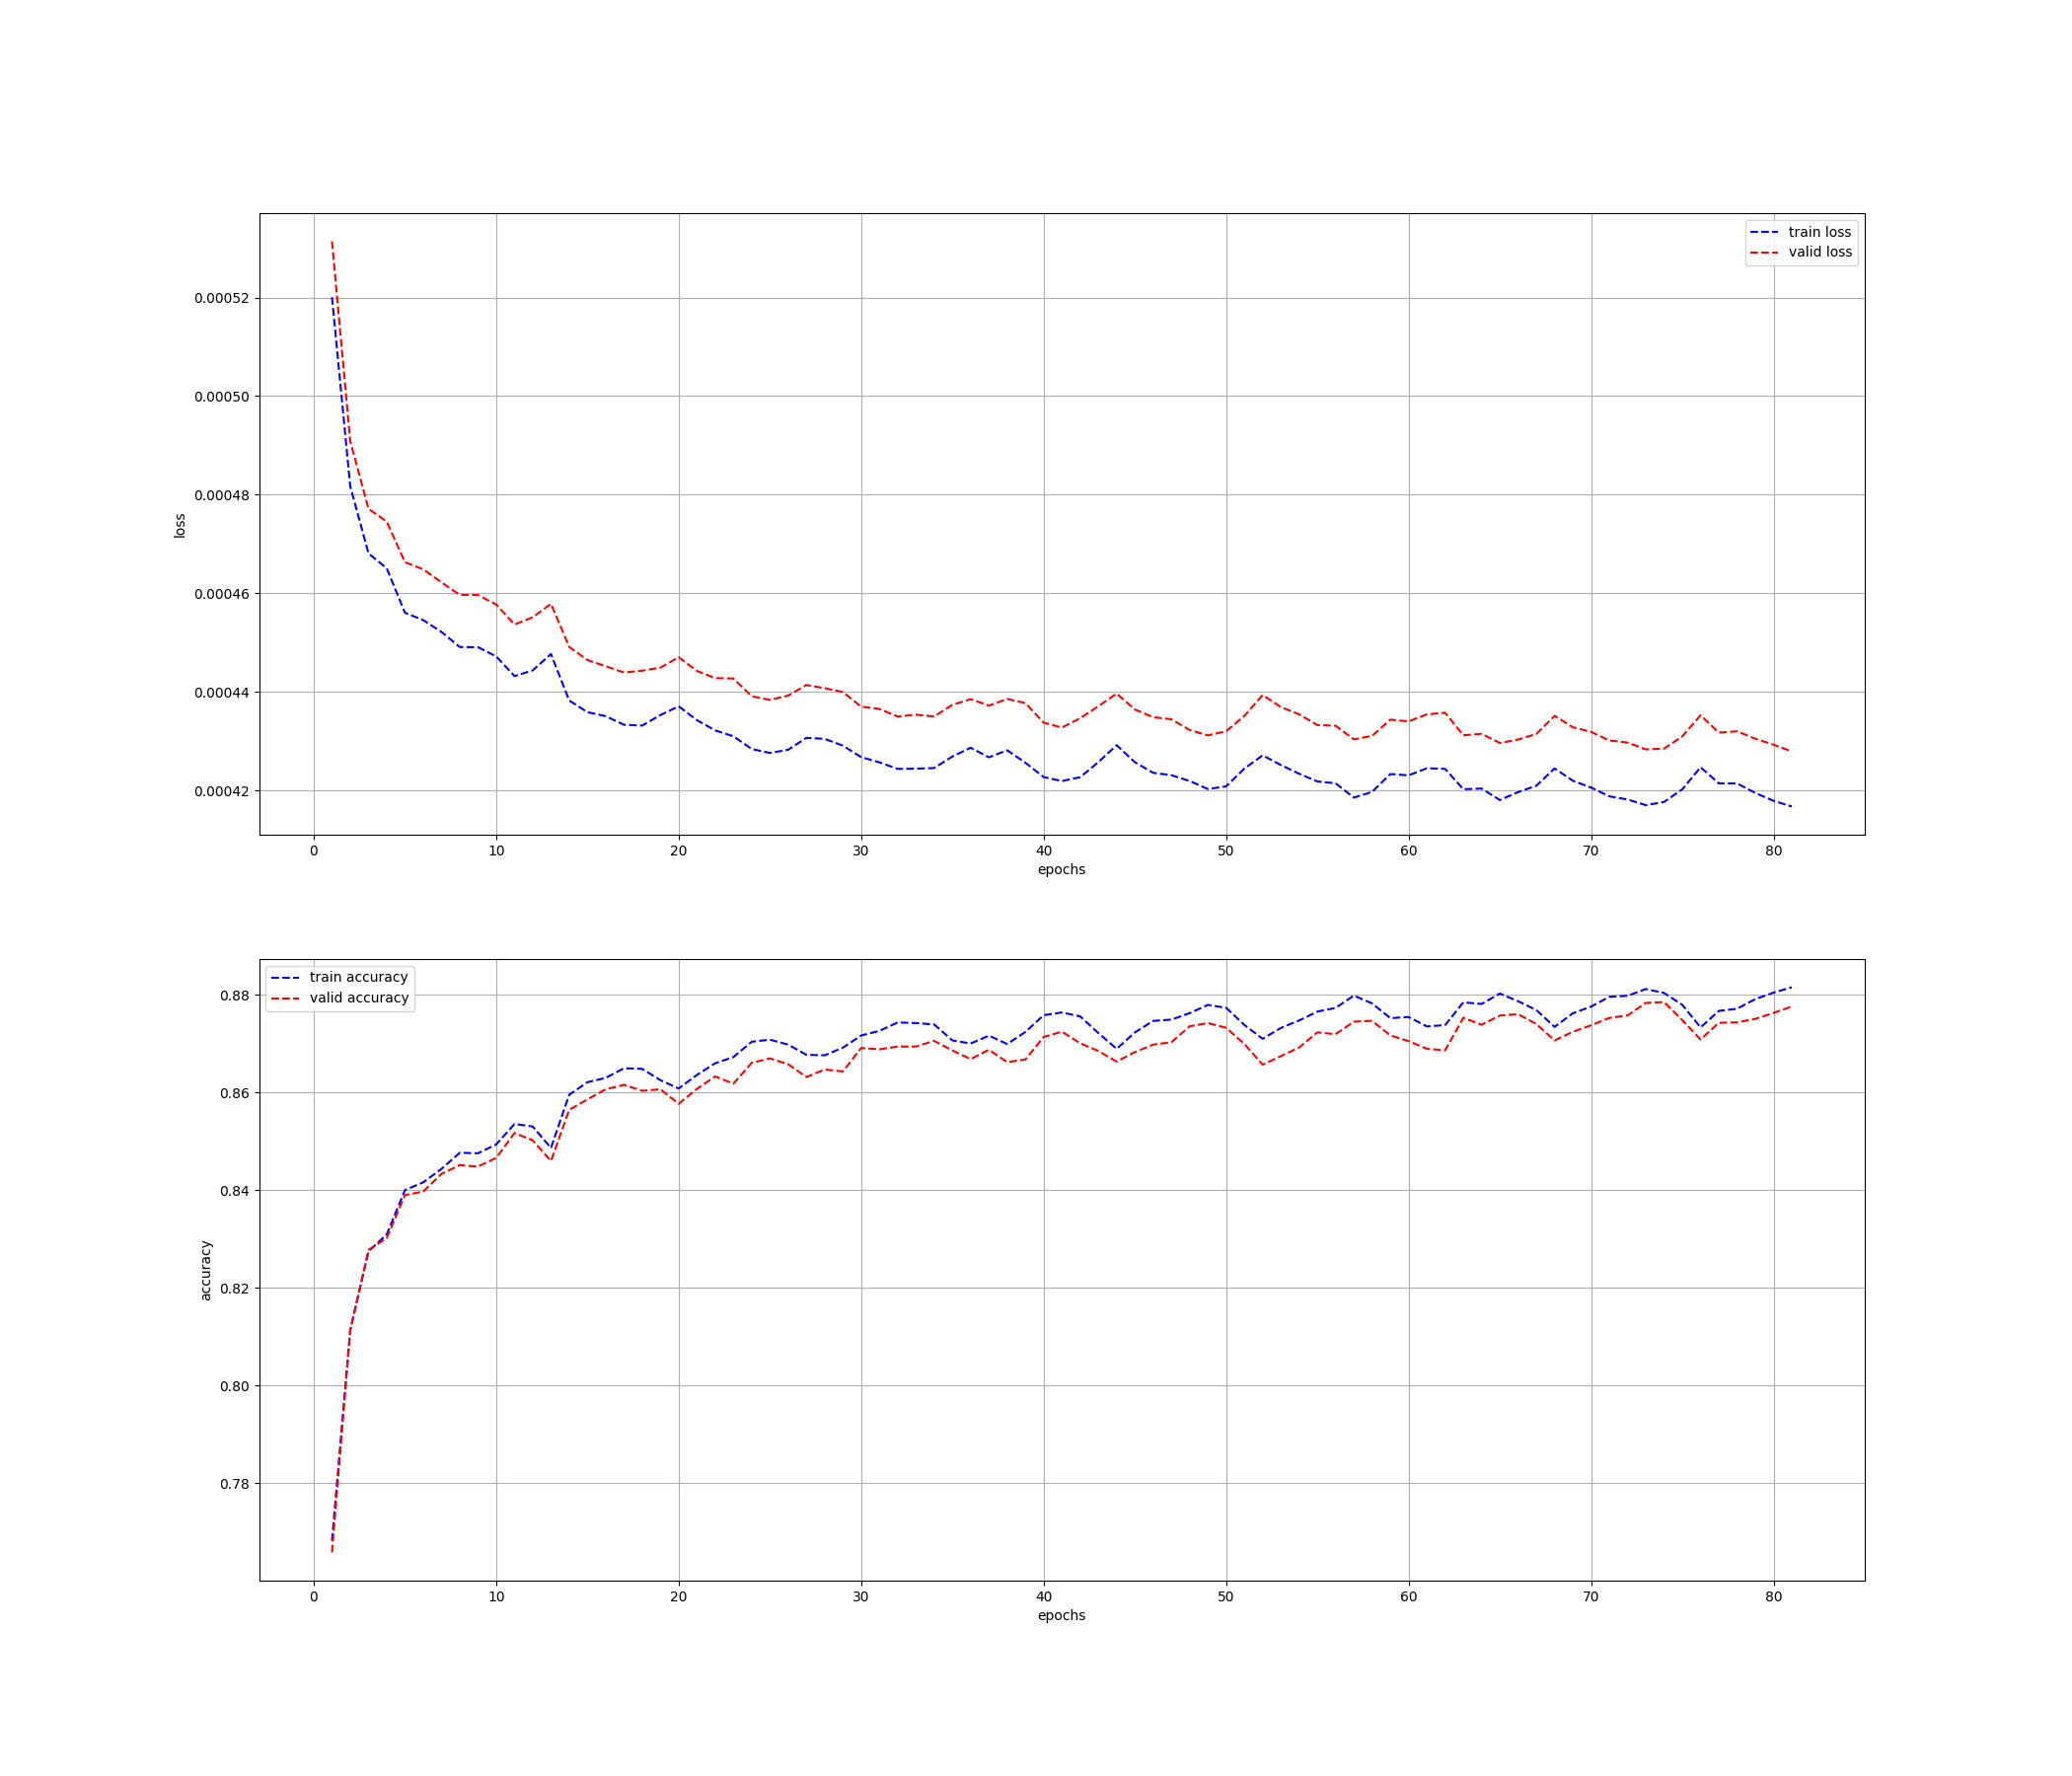 train loss
valid loss
0.00052
0.00050
0.00048
0.00046
0.00044
0.00042
loss
0 10 20 30 40 50 60 70 80
epochs
train accuracy
valid accuracy
0.88
0.86
0.84
0.82
0.80
0.78
accuracy
0 10 20 30 40 50 60 70 80
epochs